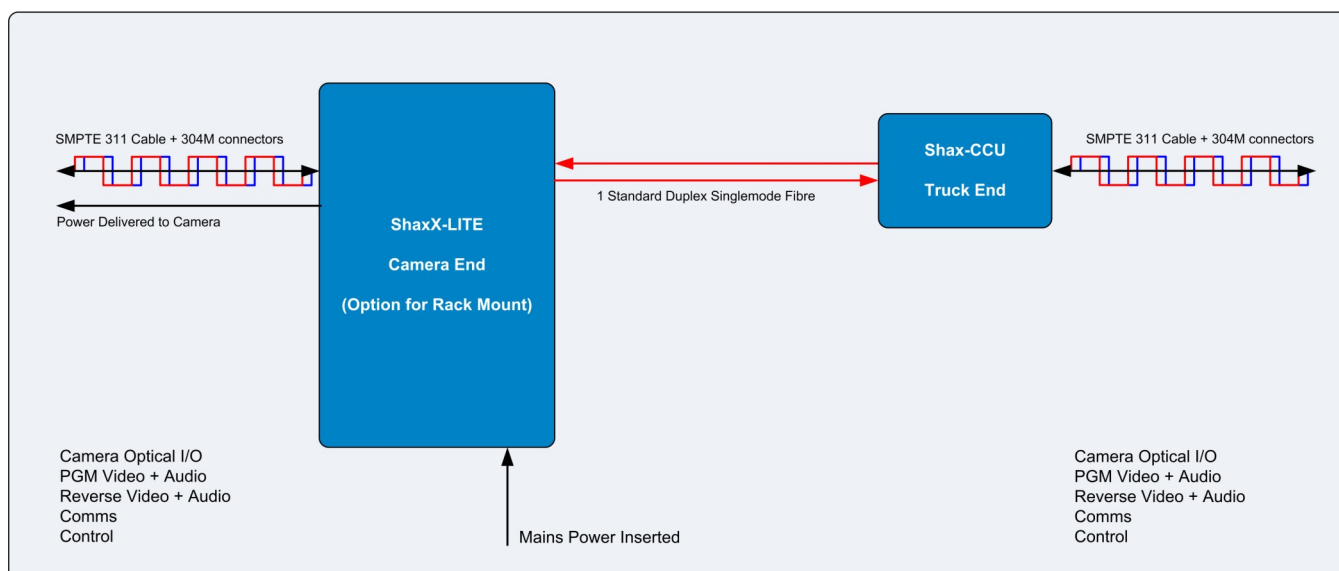 SMPTE 311 Cable + 304M connectors
Power Delivered to Camera
ShaxX-LITE
Camera End
(Option for Rack Mount)
1 Standard Duplex Singlemode Fibre
Shax-CCU
Truck End
SMPTE 311 Cable + 304M connectors
Camera Optical I/O
PGM Video + Audio
Reverse Video + Audio
Comms
Control
Mains Power Inserted
Camera Optical I/O
PGM Video + Audio
Reverse Video + Audio
Comms
Control